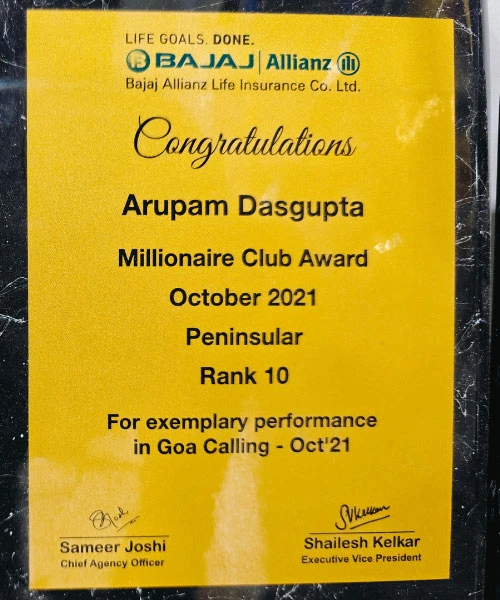 LIFE GOALS. DONE.
BAJAJ Allianz
Bajaj Allianz Life Insurance Co. Ltd.
Congratulations
Arupam Dasgupta
Millionaire Club Award
October 2021
Peninsular
Rank 10
For exemplary performance
in Goa Calling - Oct'21
Sameer Joshi
Chief Agency Officer
Shailesh Kelkar
Executive Vice President